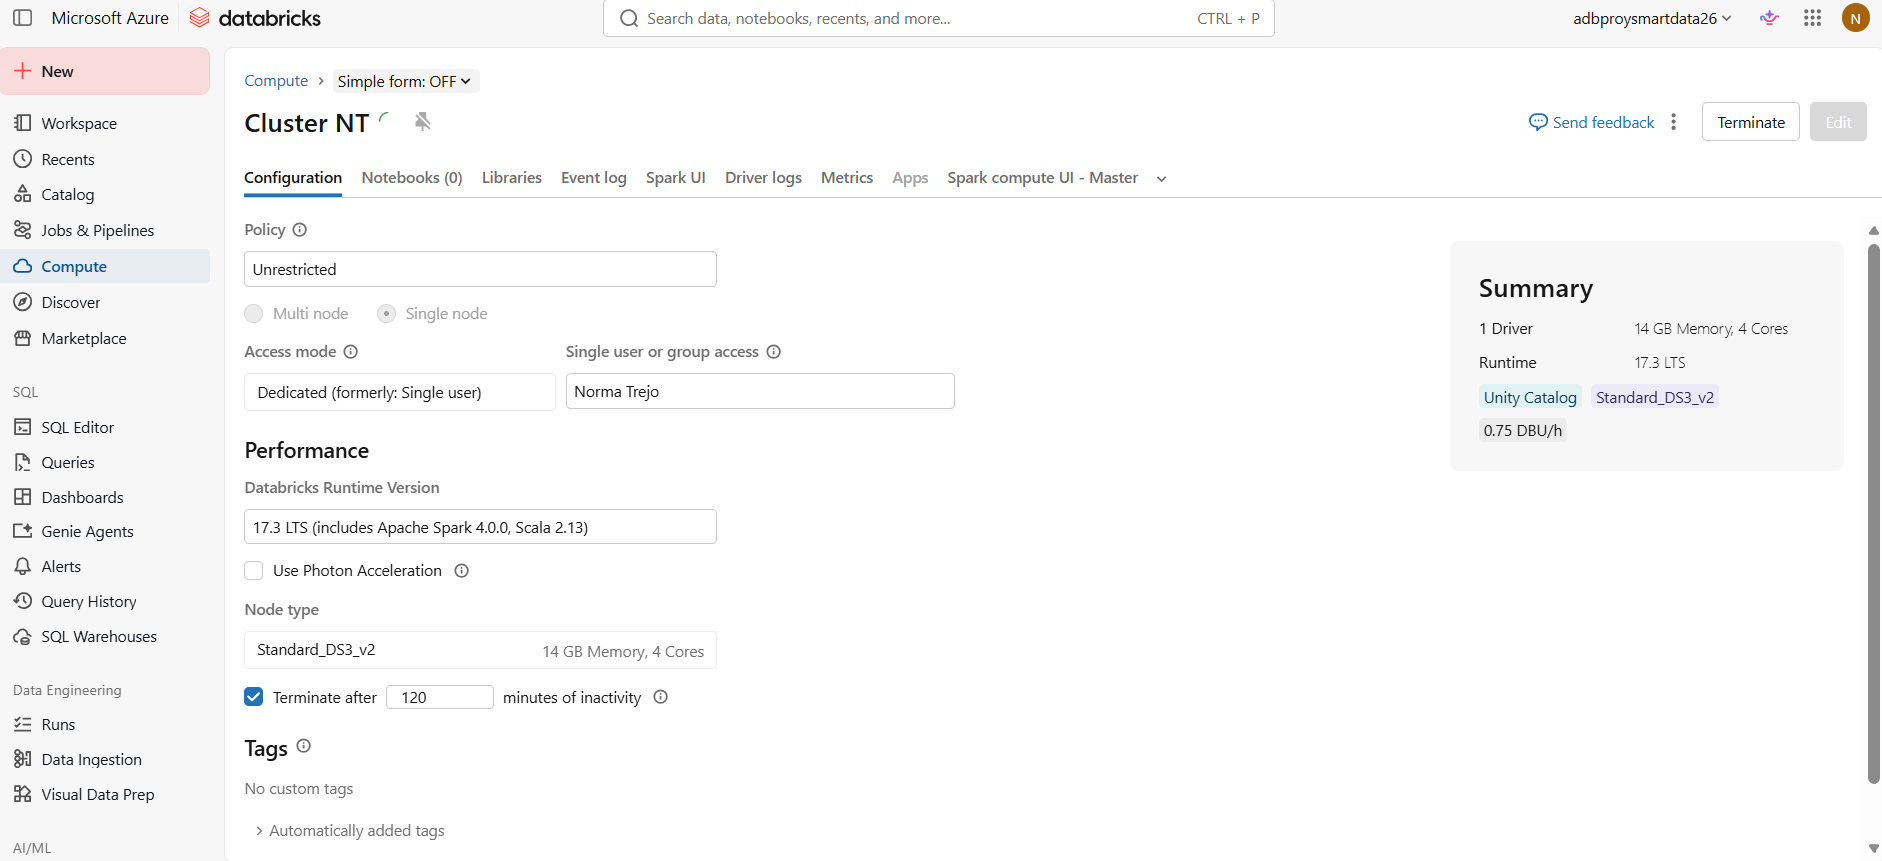 Microsoft Azure databricks
Search data, notebooks, recents, and more... CTRL + P
adbproysmartdata26
N
New
Workspace
Recents
Catalog
Jobs & Pipelines
Compute
Discover
Marketplace
SQL
SQL Editor
Queries
Dashboards
Genie Agents
Alerts
Query History
SQL Warehouses
Data Engineering
Runs
Data Ingestion
Visual Data Prep
AI/ML
Compute > Simple form: OFF
Cluster NT
Send feedback
Terminate
Edit
Configuration Notebooks (0) Libraries Event log Spark UI Driver logs Metrics Apps Spark compute UI - Master
Policy
Unrestricted
Multi node Single node
Access mode Single user or group access
Dedicated (formerly: Single user) Norma Trejo
Performance
Databricks Runtime Version
17.3 LTS (includes Apache Spark 4.0.0, Scala 2.13)
Use Photon Acceleration
Node type
Standard_DS3_v2 14 GB Memory, 4 Cores
Terminate after 120 minutes of inactivity
Tags
No custom tags
Automatically added tags
Summary
1 Driver 14 GB Memory, 4 Cores
Runtime 17.3 LTS
Unity Catalog Standard_DS3_v2
0.75 DBU/h